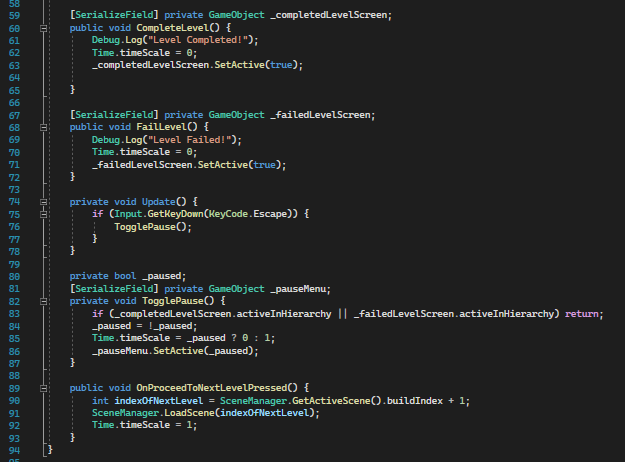 58
59 [SerializeField] private GameObject _completedLevelScreen;
60 public void CompleteLevel() {
61 Debug.Log("Level Completed!");
62 Time.timeScale = 0;
63 _completedLevelScreen.SetActive(true);
64
65 }
66
67 [SerializeField] private GameObject _failedLevelScreen;
68 public void FailLevel() {
69 Debug.Log("Level Failed!");
70 Time.timeScale = 0;
71 _failedLevelScreen.SetActive(true);
72 }
73
74 private void Update() {
75 if (Input.GetKeyDown(KeyCode.Escape)) {
76 TogglePause();
77 }
78 }
79
80 private bool _paused;
81 [SerializeField] private GameObject _pauseMenu;
82 private void TogglePause() {
83 if (_completedLevelScreen.activeInHierarchy || _failedLevelScreen.activeInHierarchy) return;
84 _paused = !_paused;
85 Time.timeScale = _paused ? 0 : 1;
86 _pauseMenu.SetActive(_paused);
87 }
88
89 public void OnProceedToNextLevelPressed() {
90 int indexOfNextLevel = SceneManager.GetActiveScene().buildIndex + 1;
91 SceneManager.LoadScene(indexOfNextLevel);
92 Time.timeScale = 1;
93 }
94 }
95